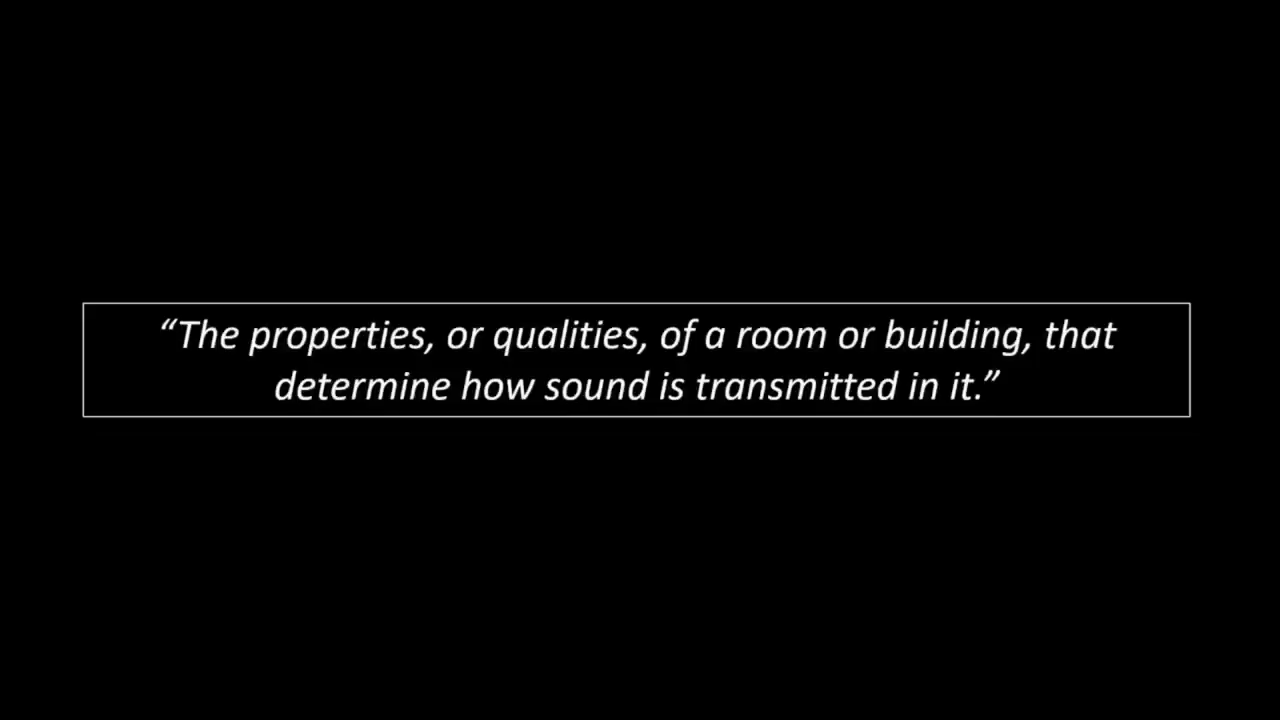 “The properties, or qualities, of a room or building, that
determine how sound is transmitted in it.”